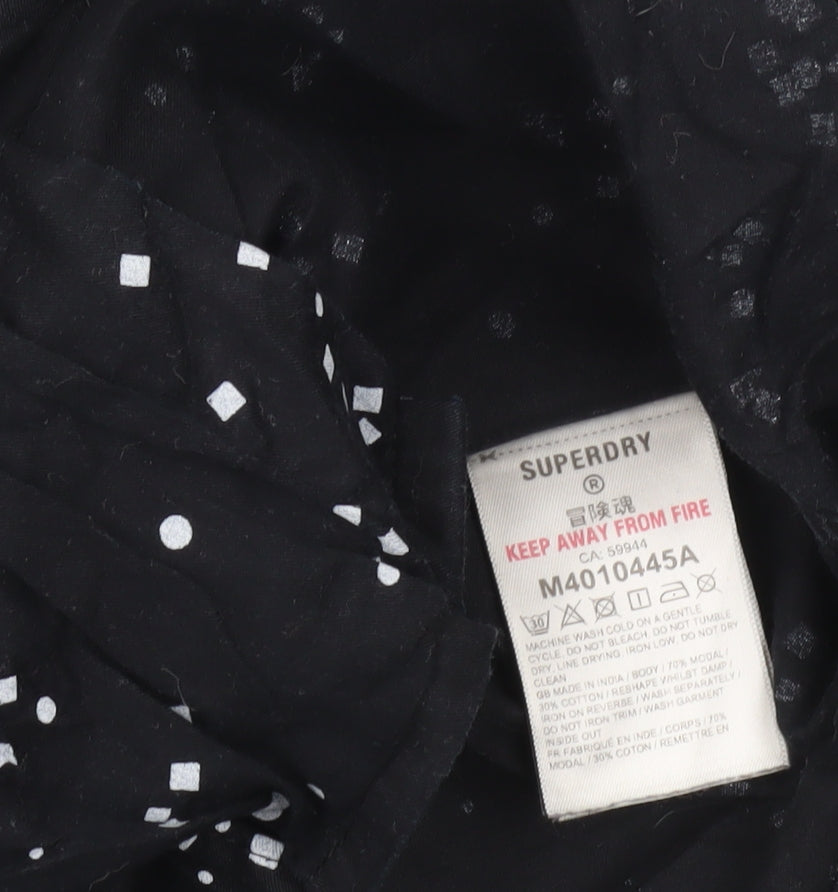 SUPERDRY
®
冒険魂
KEEP AWAY FROM FIRE
CA: 59944
M4010445A
30
MACHINE WASH COLD ON A GENTLE
CYCLE, DO NOT BLEACH, DO NOT TUMBLE
DRY, LINE DRYING, IRON LOW, DO NOT DRY
CLEAN
GB MADE IN INDIA / BODY / 70% MODAL /
30% COTTON / RESHAPE WHILST DAMP /
IRON ON REVERSE / WASH SEPARATELY /
DO NOT IRON TRIM / WASH GARMENT
INSIDE OUT
FR FABRIQUÉ EN INDE / CORPS / 70%
MODAL / 30% COTON / REMETTRE EN